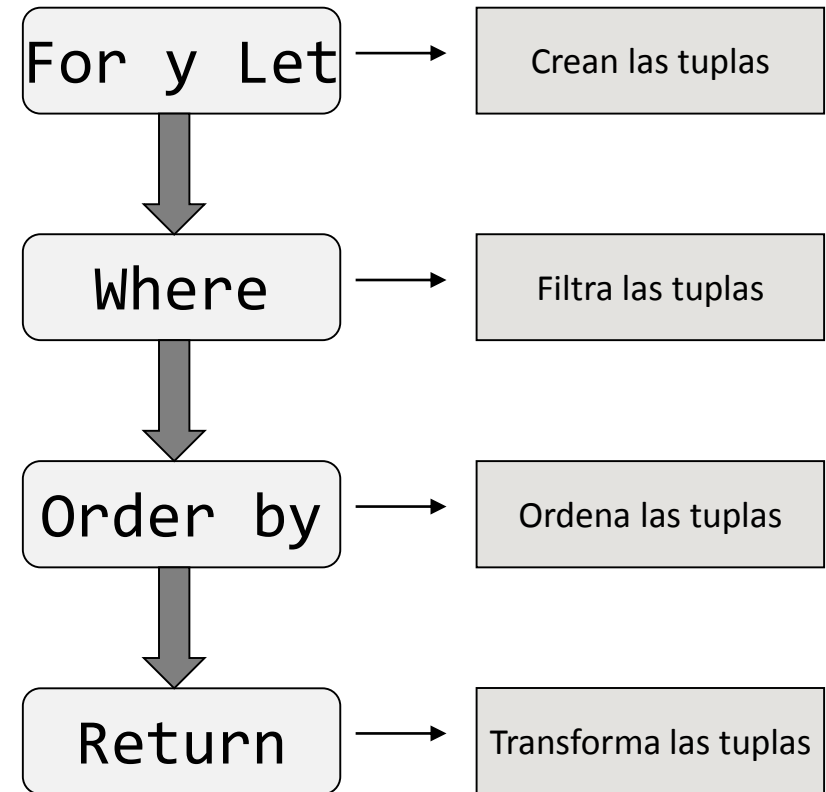 For y Let
Crean las tuplas
Where
Filtra las tuplas
Order by
Ordena las tuplas
Return
Transforma las tuplas